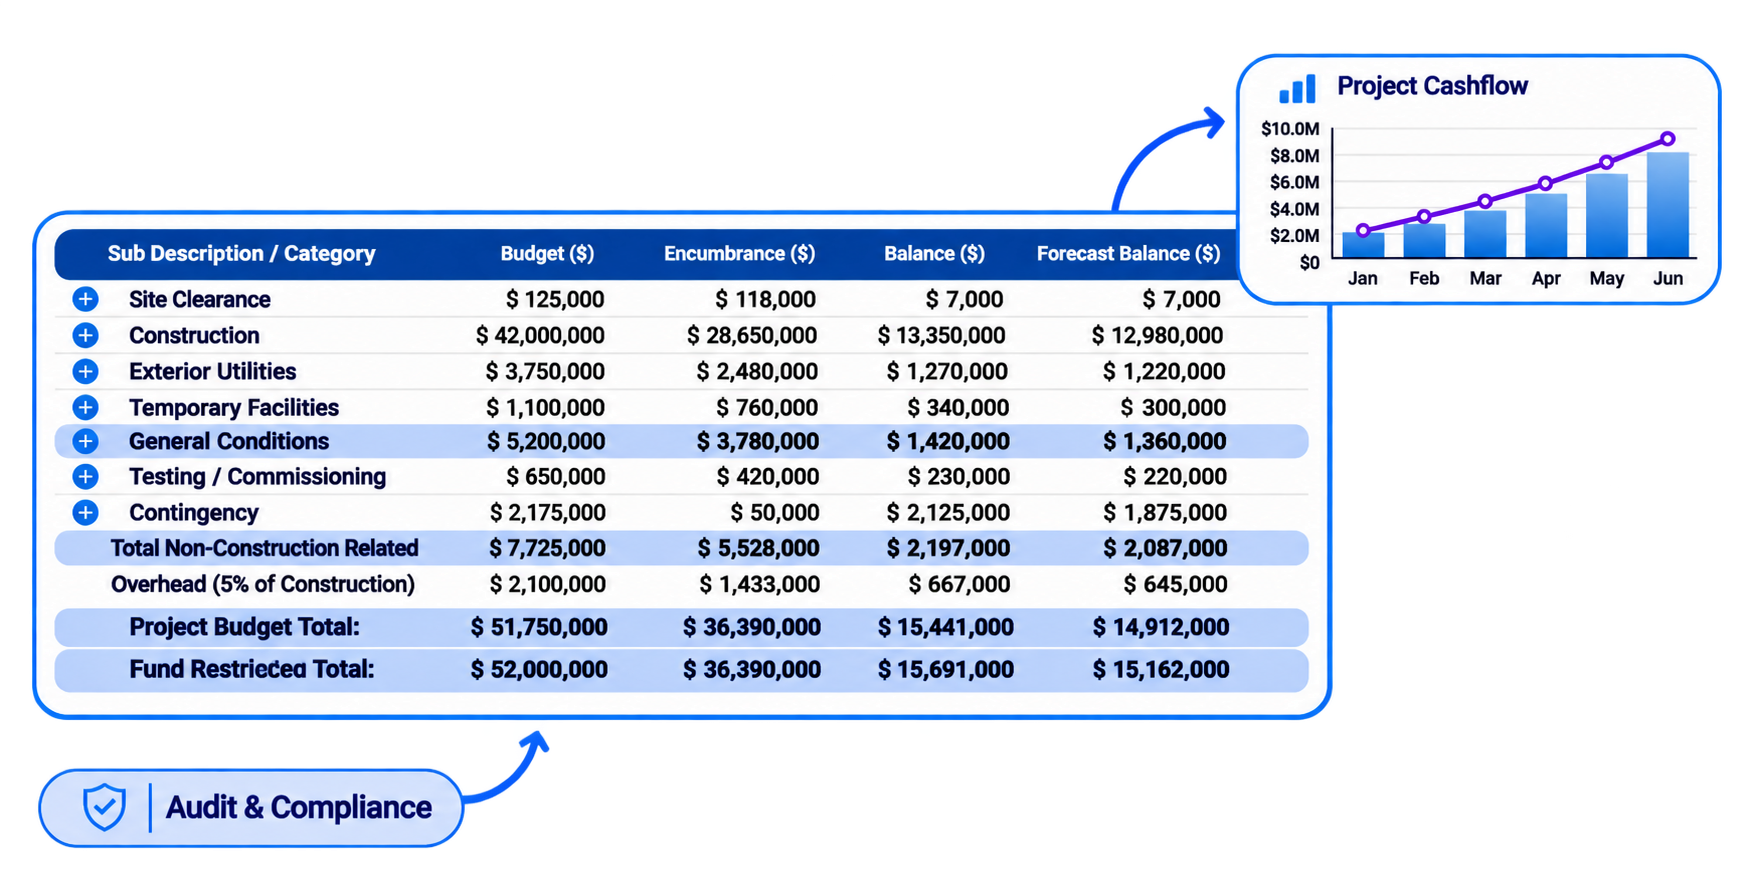 Project Cashflow
$10.0M
$8.0M
$6.0M
$4.0M
$2.0M
$0
Jan Feb Mar Apr May Jun
Sub Description / Category Budget ($) Encumbrance ($) Balance ($) Forecast Balance ($)
Site Clearance $ 125,000 $ 118,000 $ 7,000 $ 7,000
Construction $ 42,000,000 $ 28,650,000 $ 13,350,000 $ 12,980,000
Exterior Utilities $ 3,750,000 $ 2,480,000 $ 1,270,000 $ 1,220,000
Temporary Facilities $ 1,100,000 $ 760,000 $ 340,000 $ 300,000
General Conditions $ 5,200,000 $ 3,780,000 $ 1,420,000 $ 1,360,000
Testing / Commissioning $ 650,000 $ 420,000 $ 230,000 $ 220,000
Contingency $ 2,175,000 $ 50,000 $ 2,125,000 $ 1,875,000
Total Non-Construction Related $ 7,725,000 $ 5,528,000 $ 2,197,000 $ 2,087,000
Overhead (5% of Construction) $ 2,100,000 $ 1,433,000 $ 667,000 $ 645,000
Project Budget Total: $ 51,750,000 $ 36,390,000 $ 15,441,000 $ 14,912,000
Fund Total: $ 52,000,000 $ 36,390,000 $ 15,691,000 $ 15,162,000
Audit & Compliance